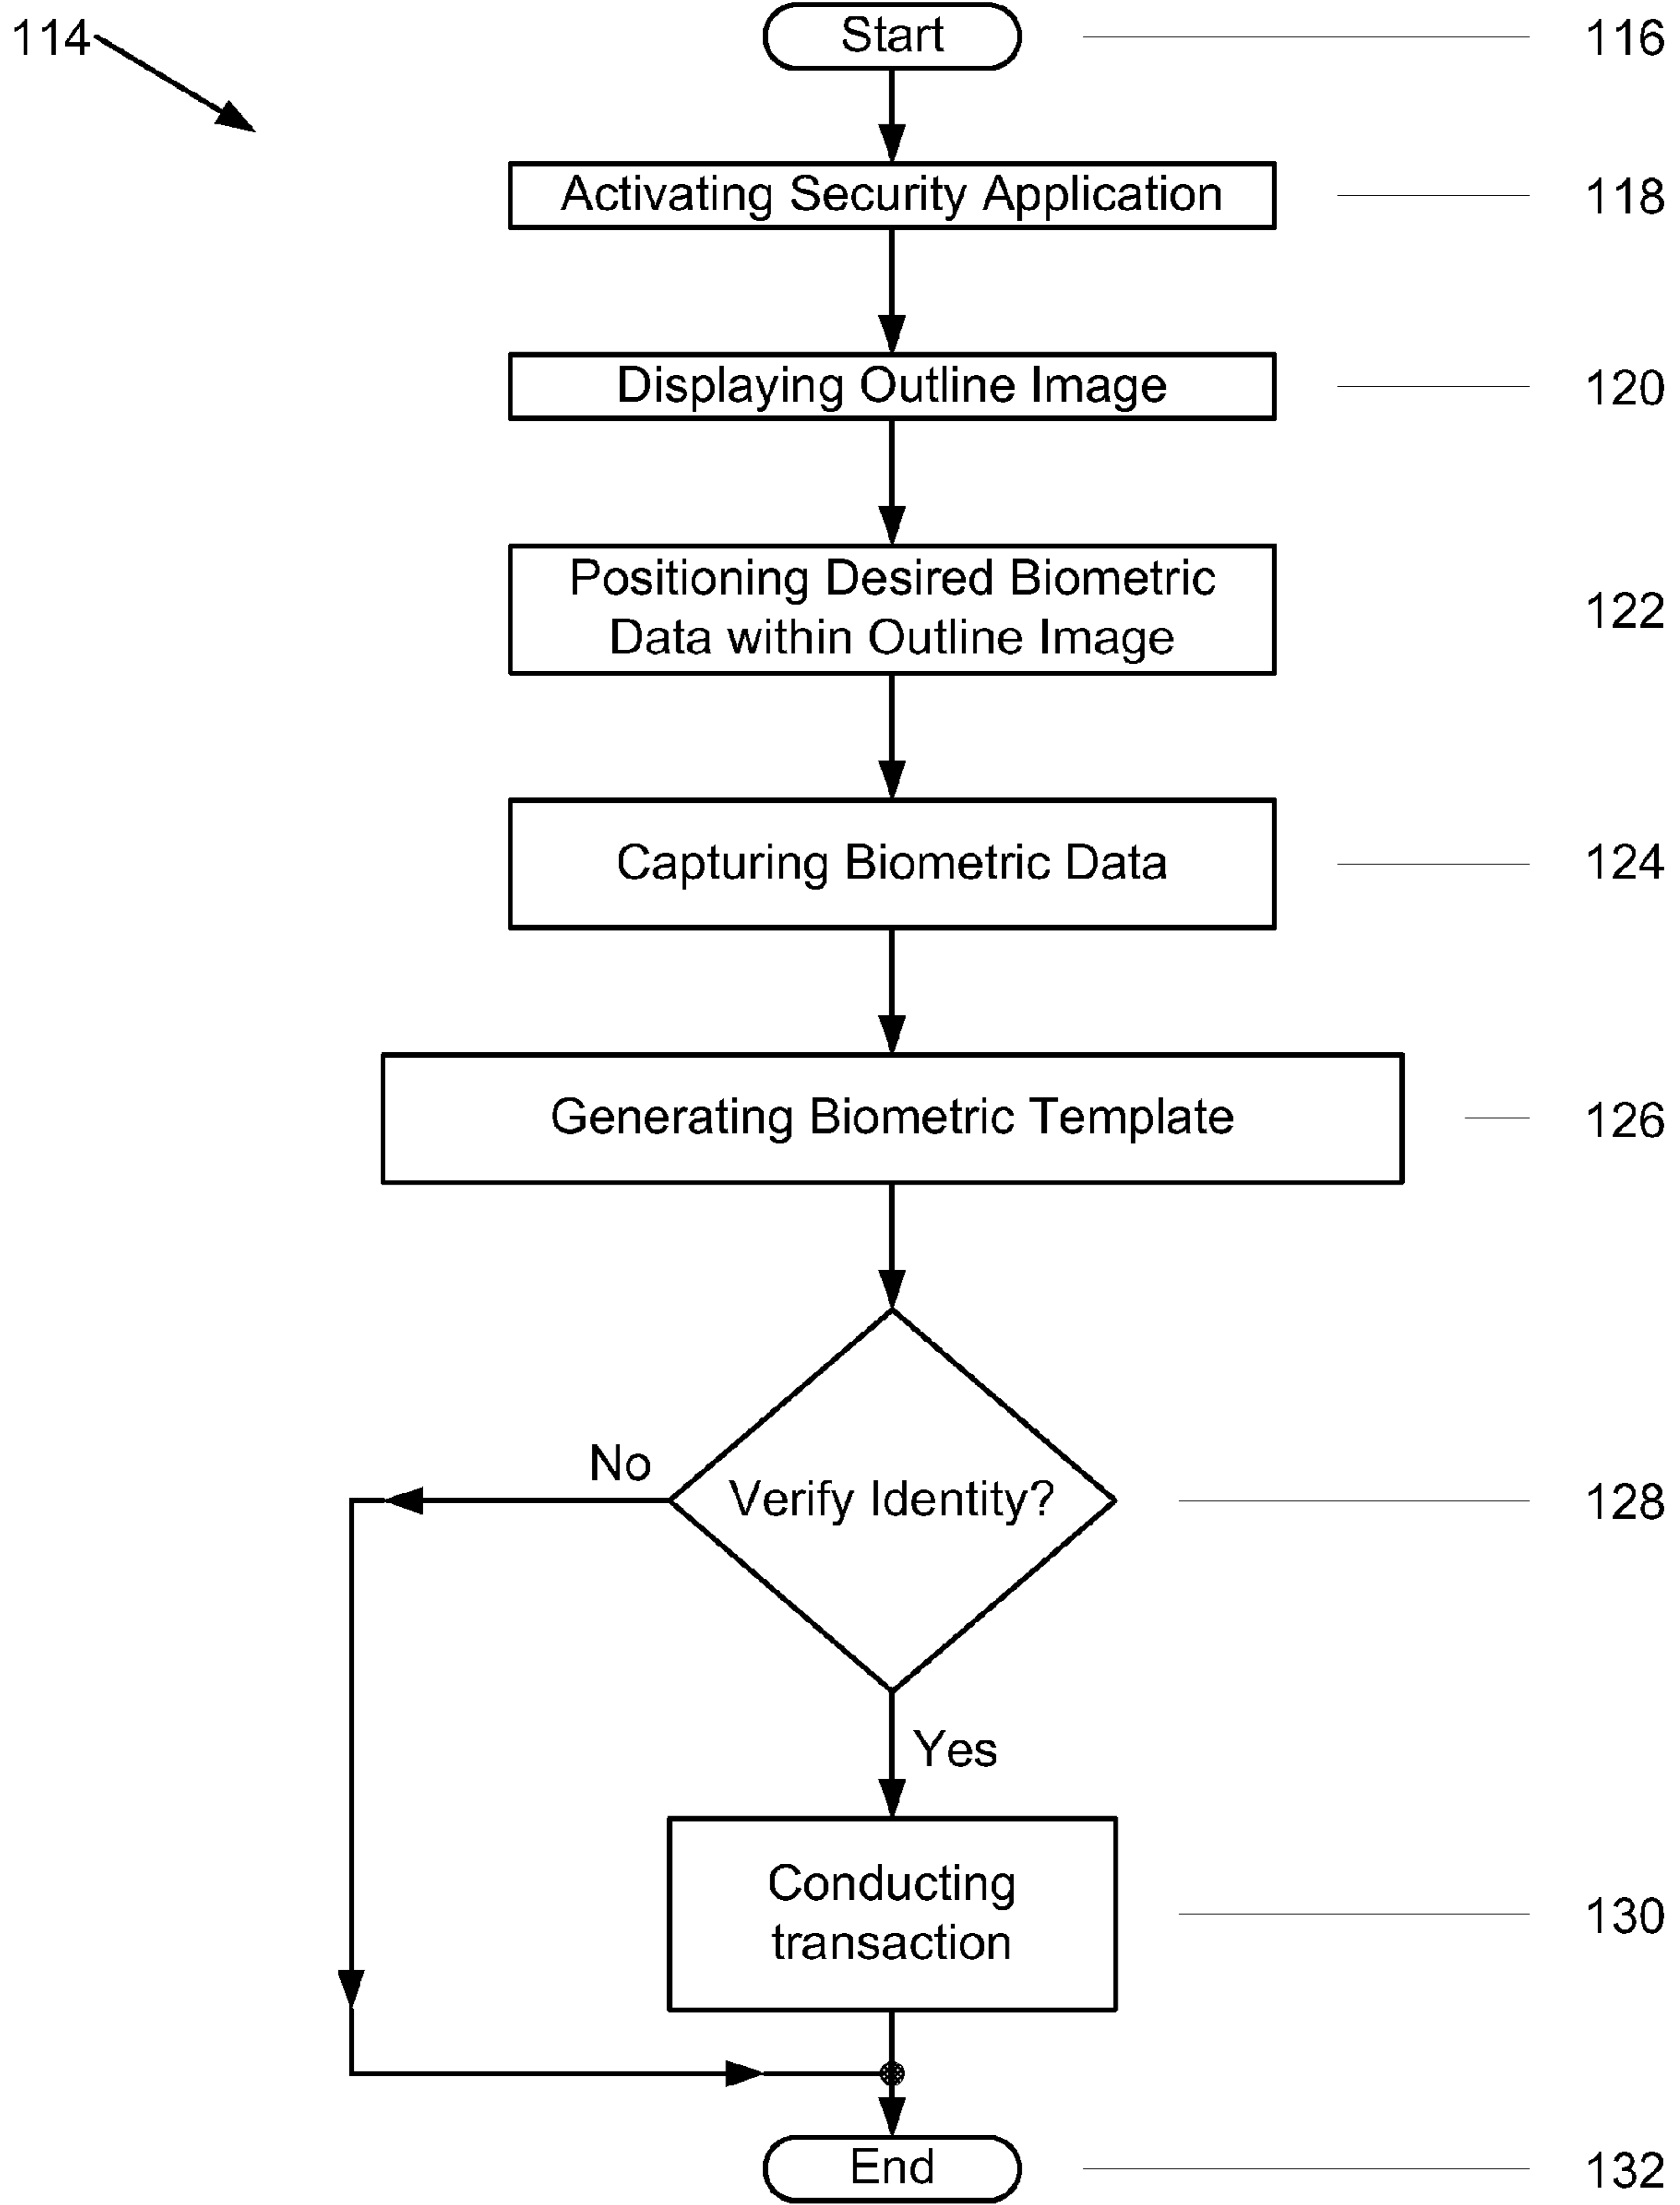 114
Start
116
Activating Security Application
118
Displaying Outline Image
120
Positioning Desired Biometric
Data within Outline Image
122
Capturing Biometric Data
124
Generating Biometric Template
126
No
Verify Identity?
128
Yes
Conducting
transaction
130
End
132